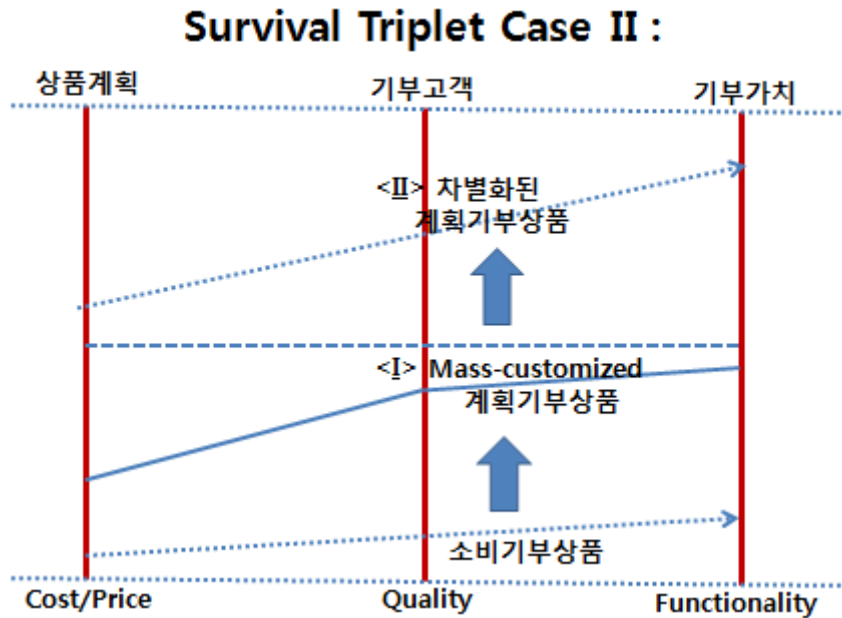 Survival Triplet Case II :
상품계획
기부고객
기부가치
<II> 차별화된
계획기부상품
<I> Mass-customized
계획기부상품
소비기부상품
Cost/Price
Quality
Functionality